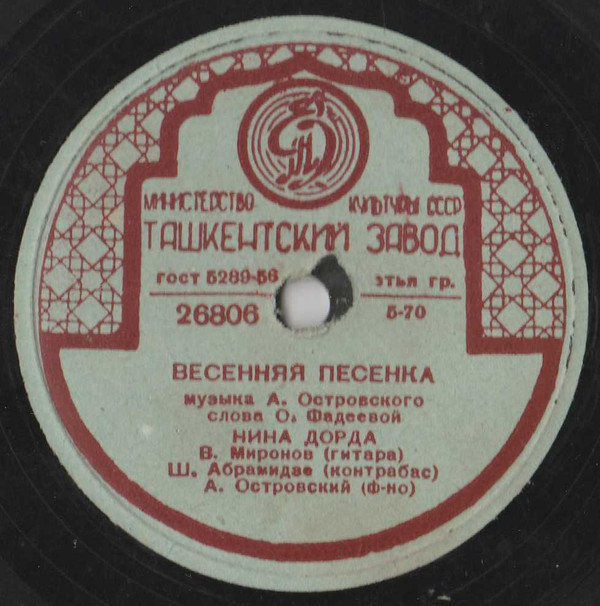 МИНИСТЕРСТВО КУЛЬТУРЫ СССР
ТАШКЕНТСКИЙ ЗАВОД
ГОСТ 5289-56 ЭТЬЯ ГР.
26806 5-70
ВЕСЕННЯЯ ПЕСЕНКА
музыка А. Островского
слова О. Фадеевой
НИНА ДОРДА
В. Миронов (гитара)
Ш. Абрамидве (контрабас)
А. Островский (Ф-но)